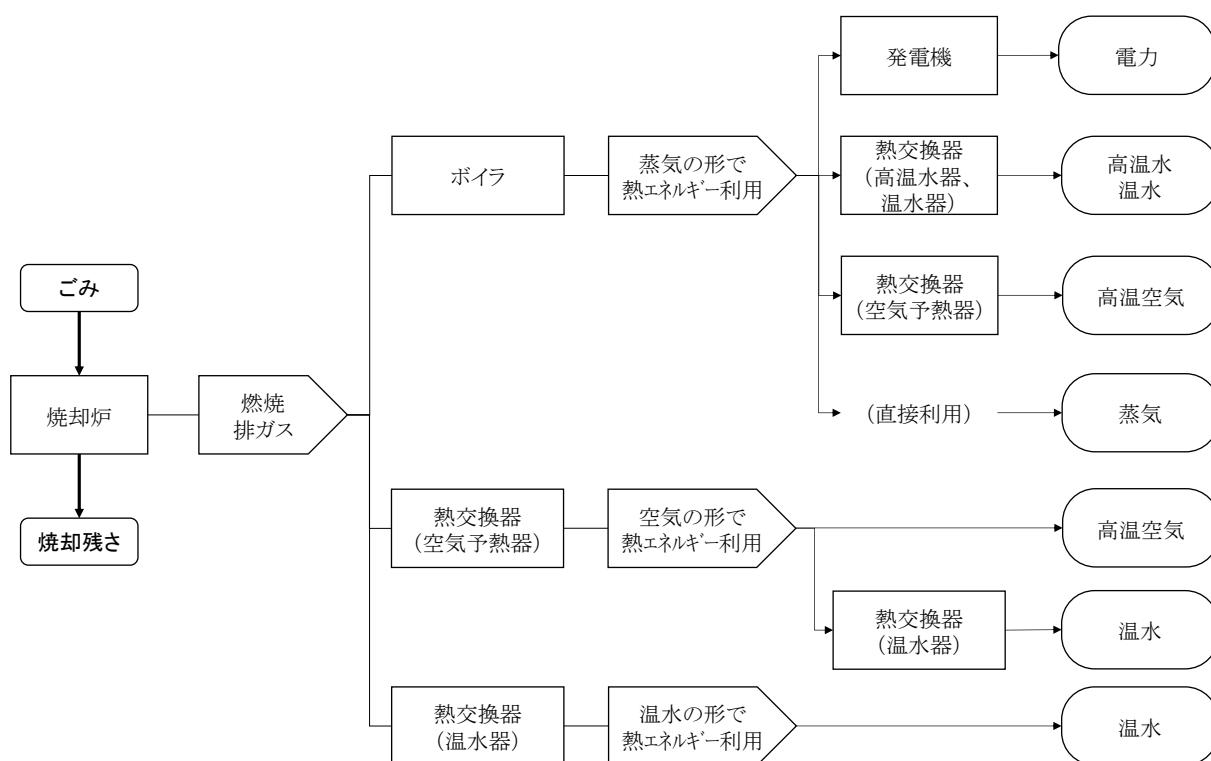 ごみ
焼却炉
焼却残さ
燃焼
排ガス
ボイラ
蒸気の形で
熱エネルギー利用
発電機
電力
熱交換器
(高温水器、
温水器)
高温水
温水
熱交換器
(空気予熱器)
高温空気
(直接利用)
蒸気
熱交換器
(空気予熱器)
空気の形で
熱エネルギー利用
高温空気
熱交換器
(温水器)
温水
熱交換器
(温水器)
温水の形で
熱エネルギー利用
温水